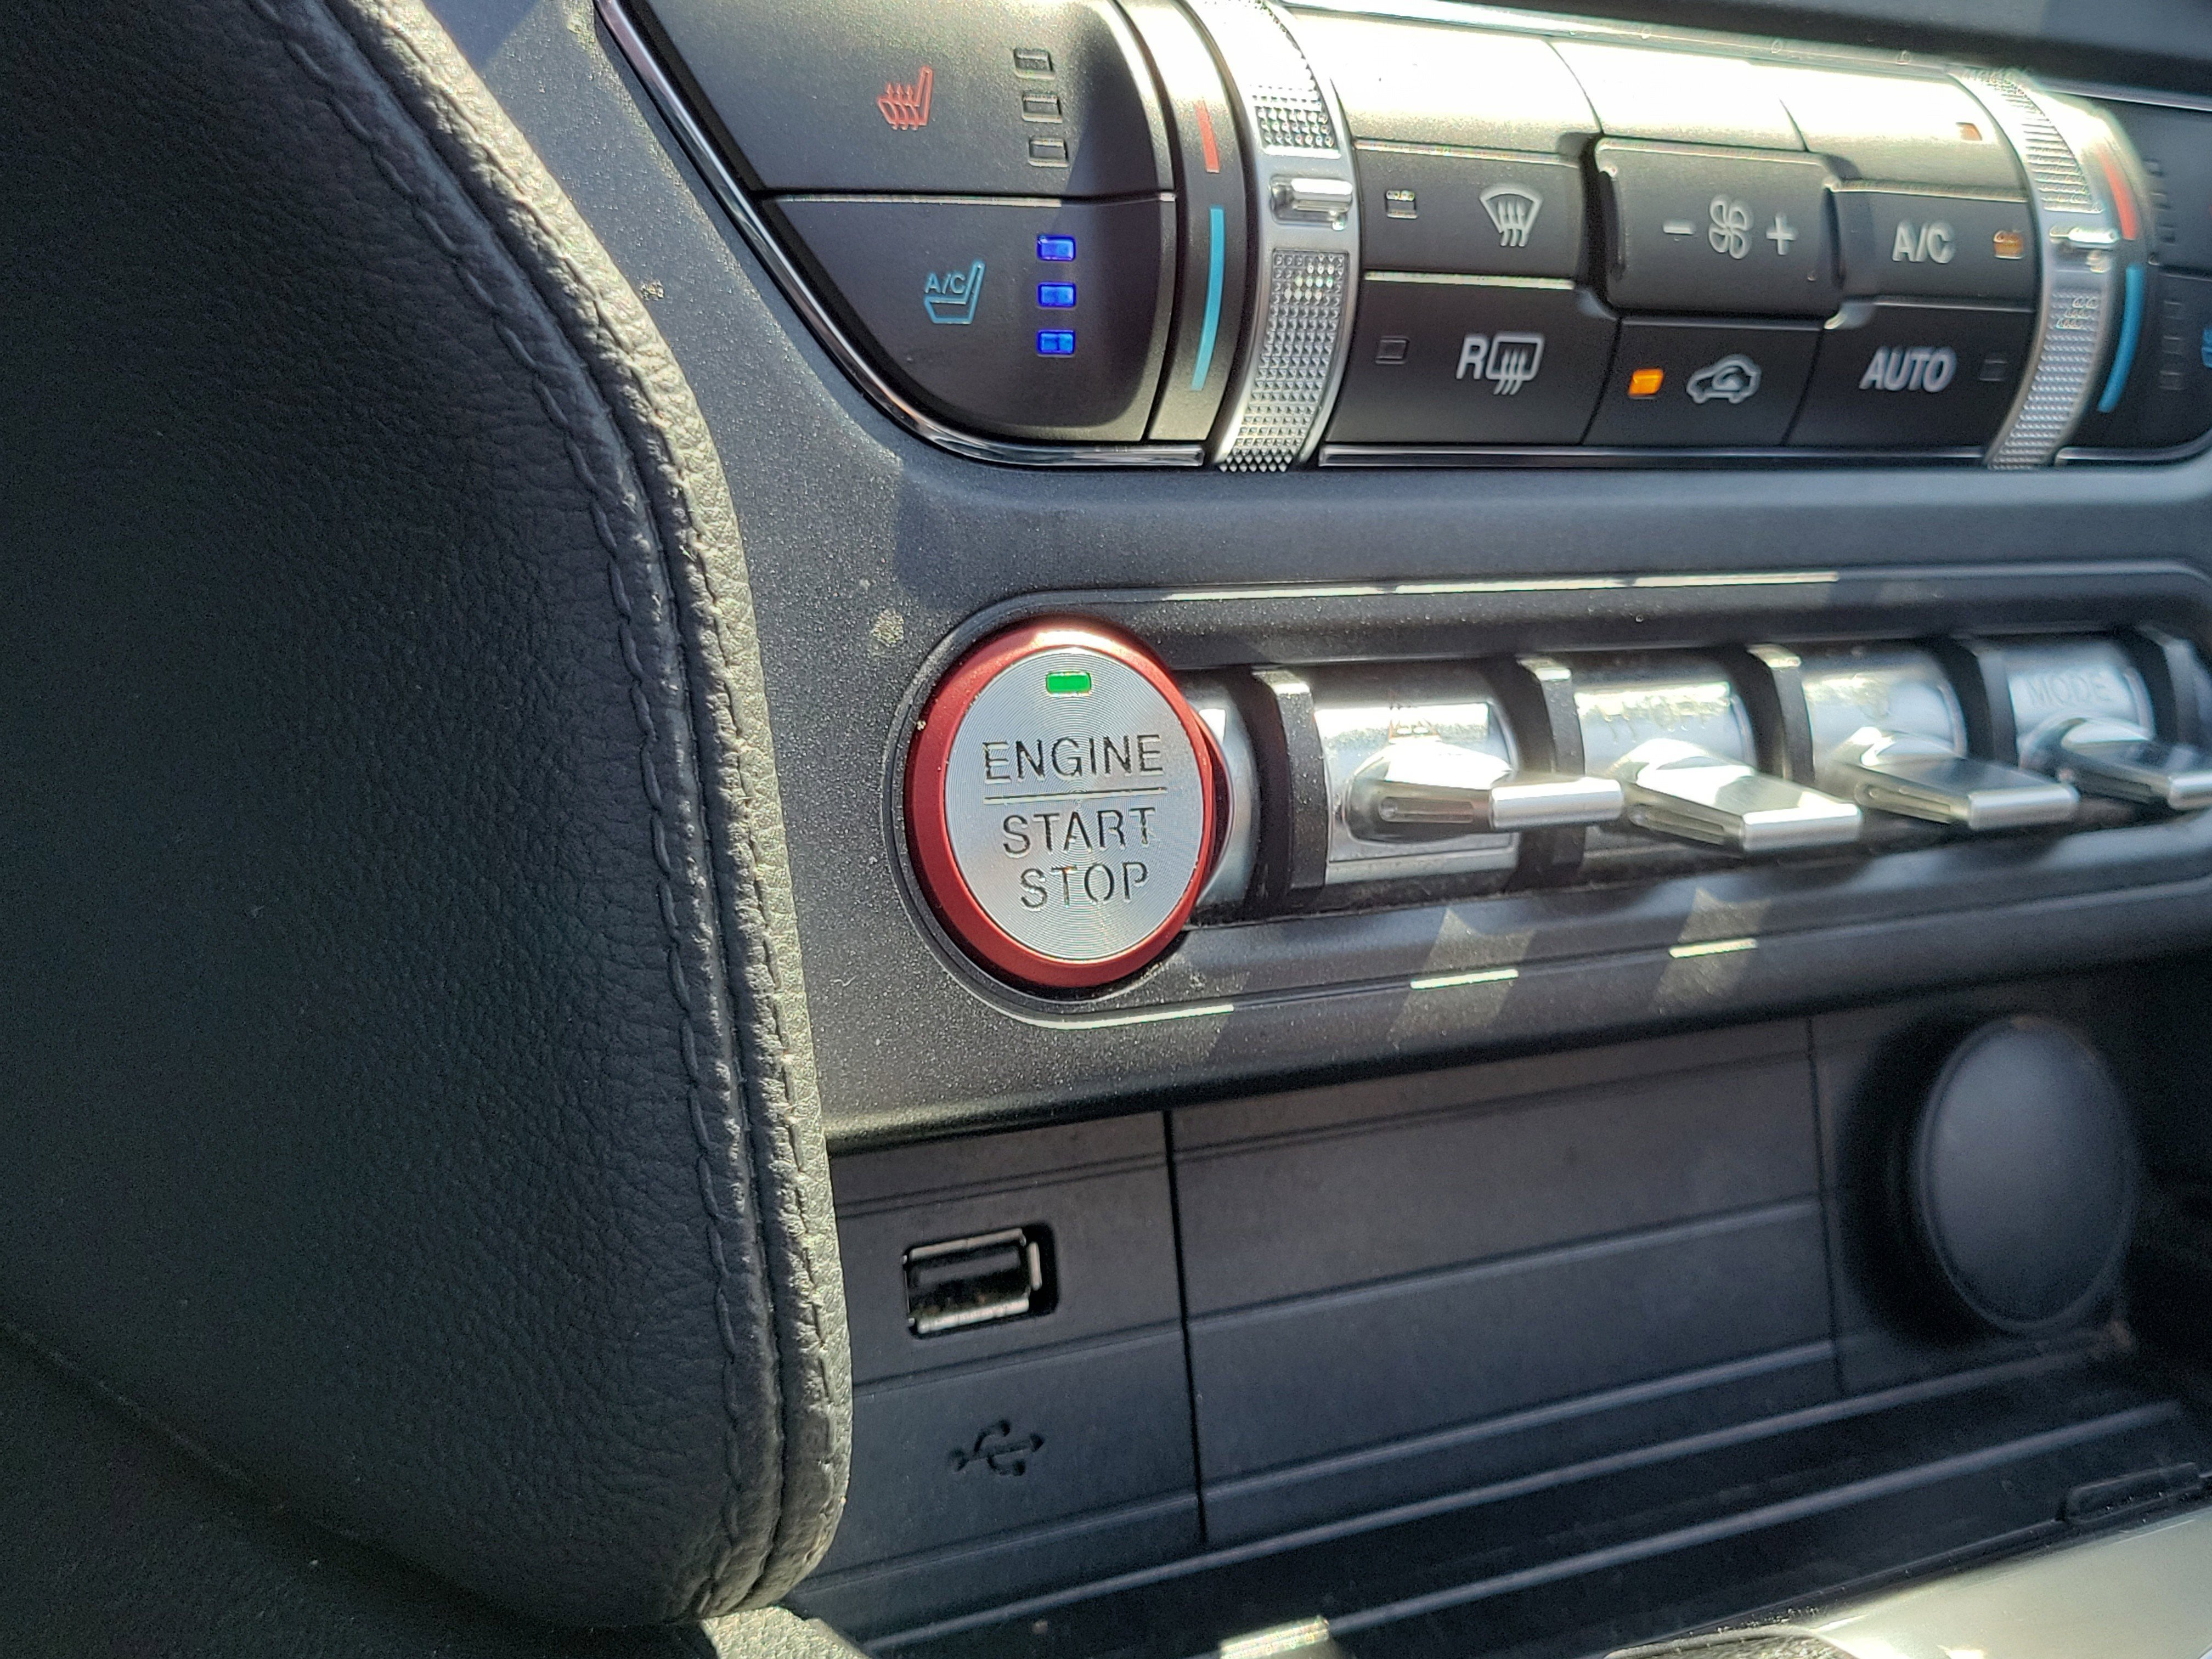 A/C
A/C
R
AUTO
MODE
ENGINE
START
STOP